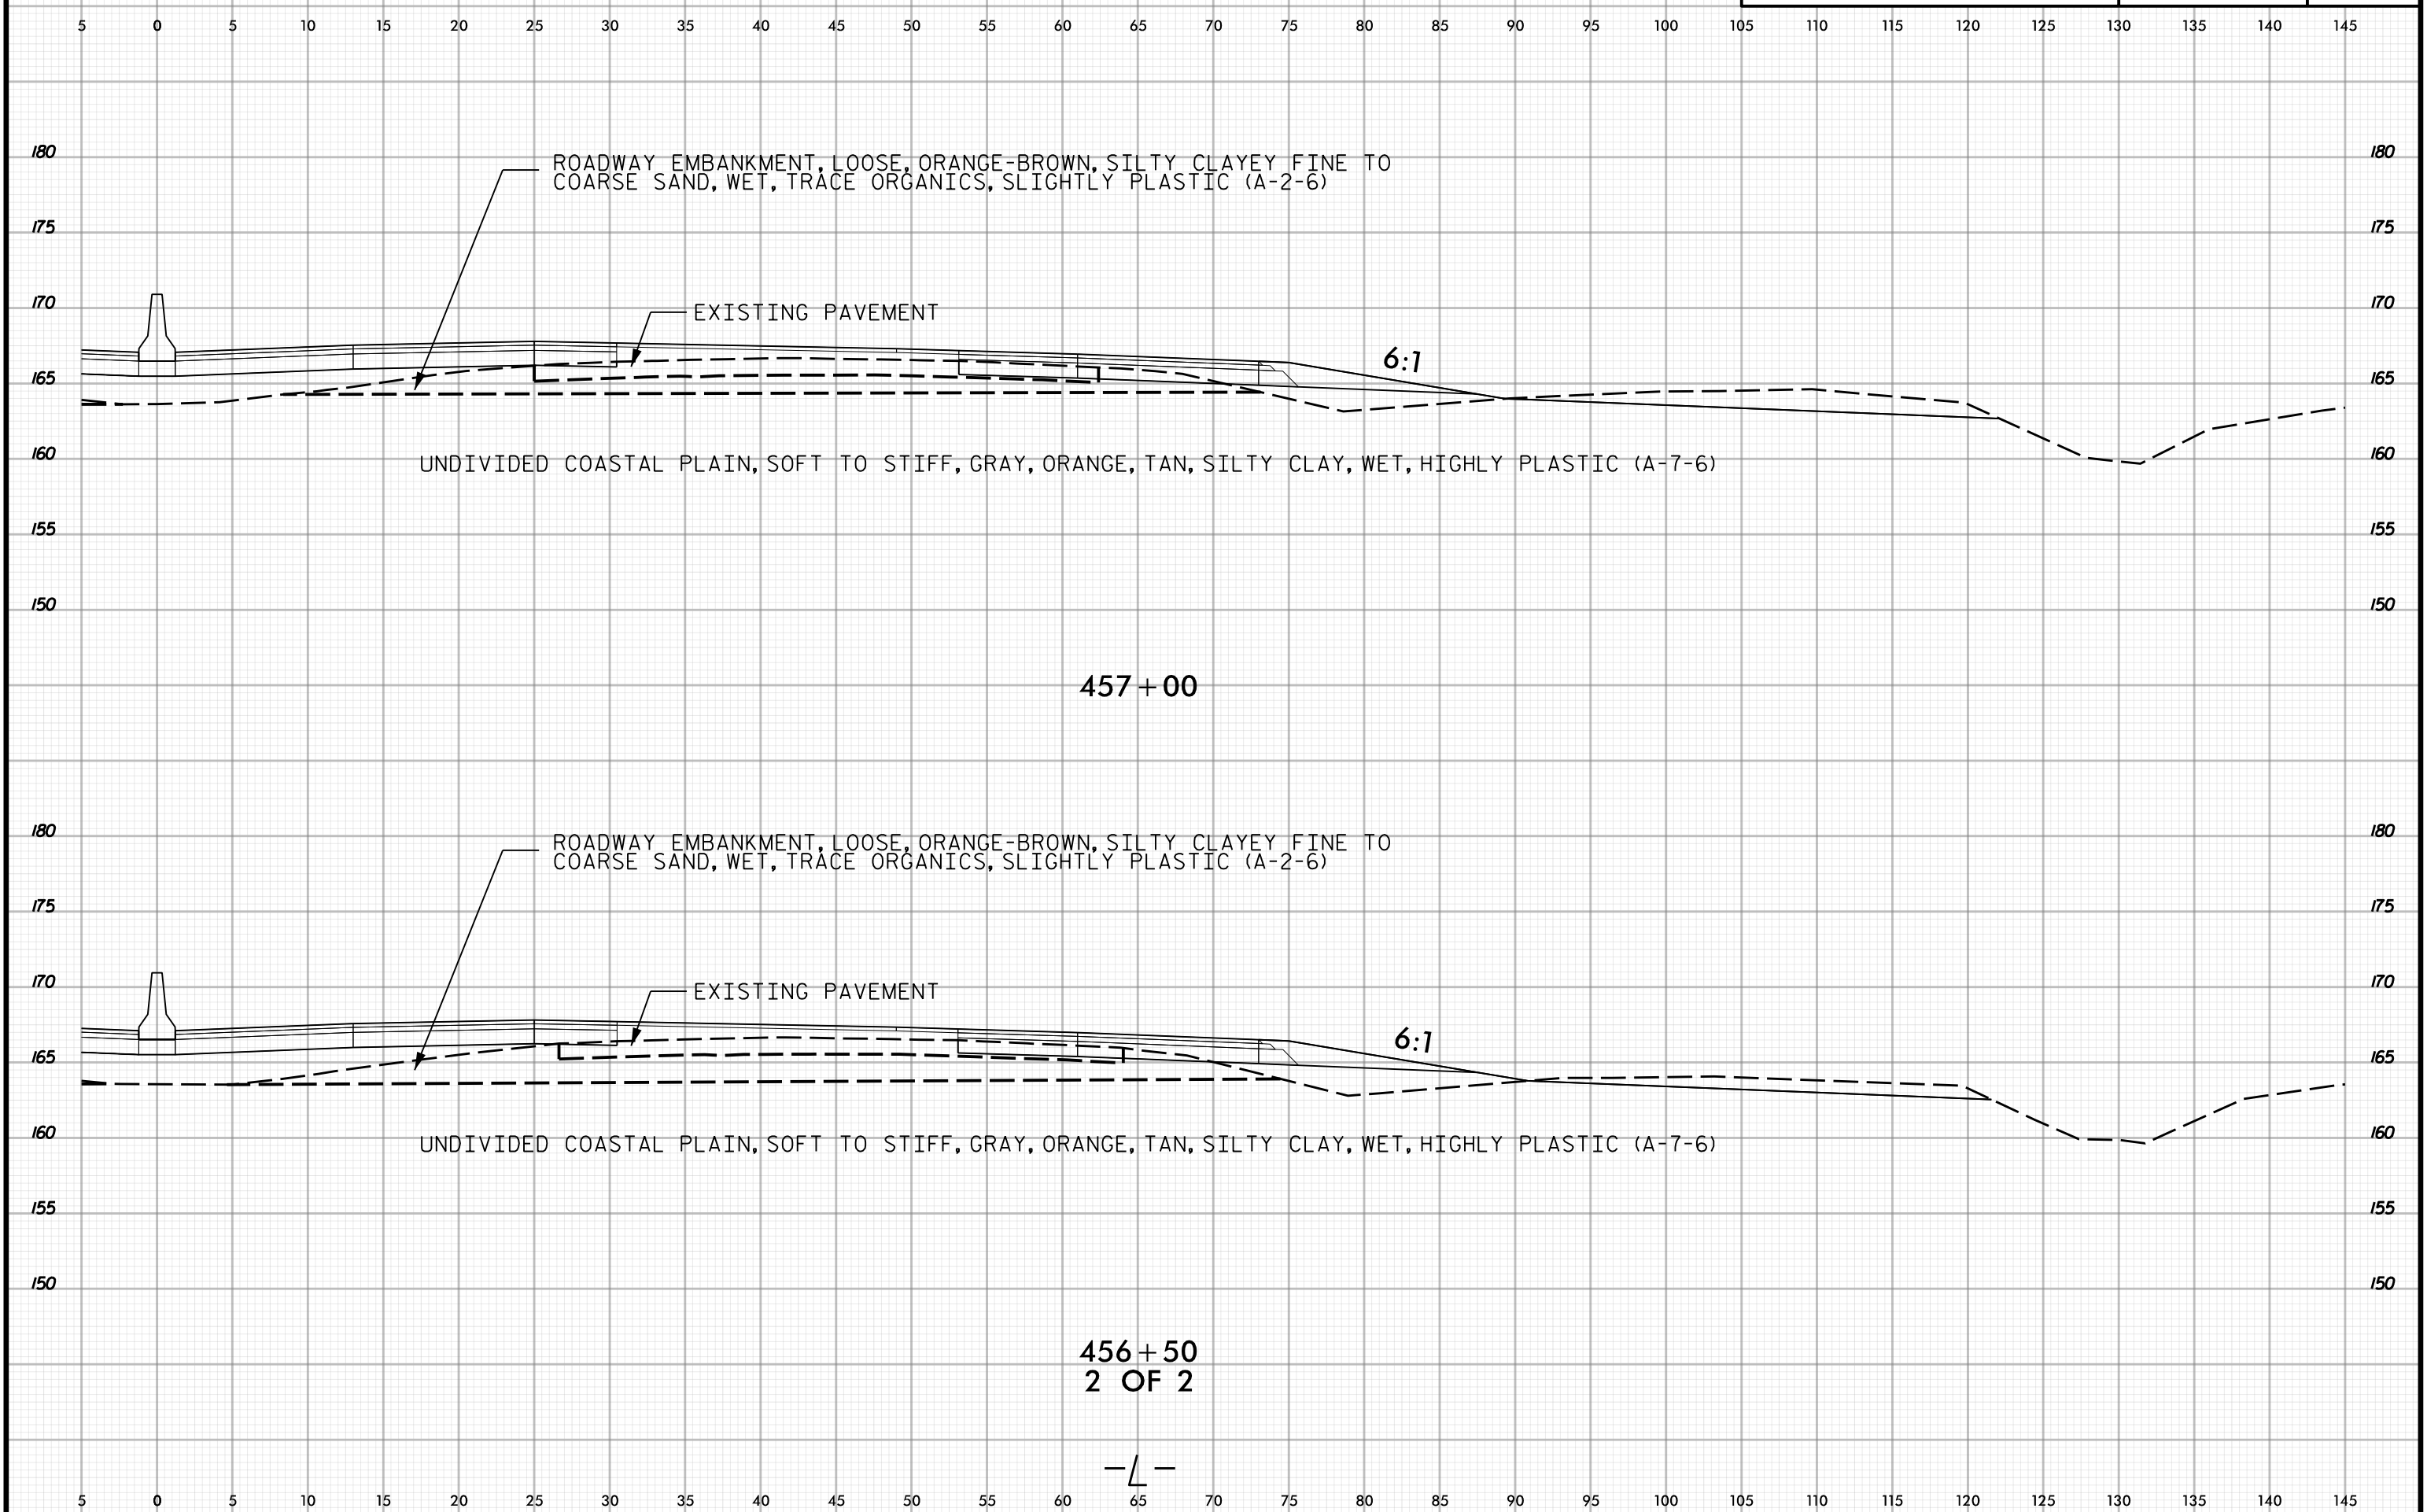 5 0 5 10 15 20 25 30 35 40 45 50 55 60 65 70 75 80 85 90 95 100 105 110 115 120 125 130 135 140 145
180 180
ROADWAY EMBANKMENT, LOOSE, ORANGE-BROWN, SILTY CLAYEY FINE TO
COARSE SAND, WET, TRACE ORGANICS, SLIGHTLY PLASTIC (A-2-6)
175 175
170 170
EXISTING PAVEMENT
6:1
165 165
160 160
UNDIVIDED COASTAL PLAIN, SOFT TO STIFF, GRAY, ORANGE, TAN, SILTY CLAY, WET, HIGHLY PLASTIC (A-7-6)
155 155
150 150
457+00
180 180
ROADWAY EMBANKMENT, LOOSE, ORANGE-BROWN, SILTY CLAYEY FINE TO
COARSE SAND, WET, TRACE ORGANICS, SLIGHTLY PLASTIC (A-2-6)
175 175
170 170
EXISTING PAVEMENT
6:1
165 165
160 160
UNDIVIDED COASTAL PLAIN, SOFT TO STIFF, GRAY, ORANGE, TAN, SILTY CLAY, WET, HIGHLY PLASTIC (A-7-6)
155 155
150 150
456+50
2 OF 2
-L-
5 0 5 10 15 20 25 30 35 40 45 50 55 60 65 70 75 80 85 90 95 100 105 110 115 120 125 130 135 140 145